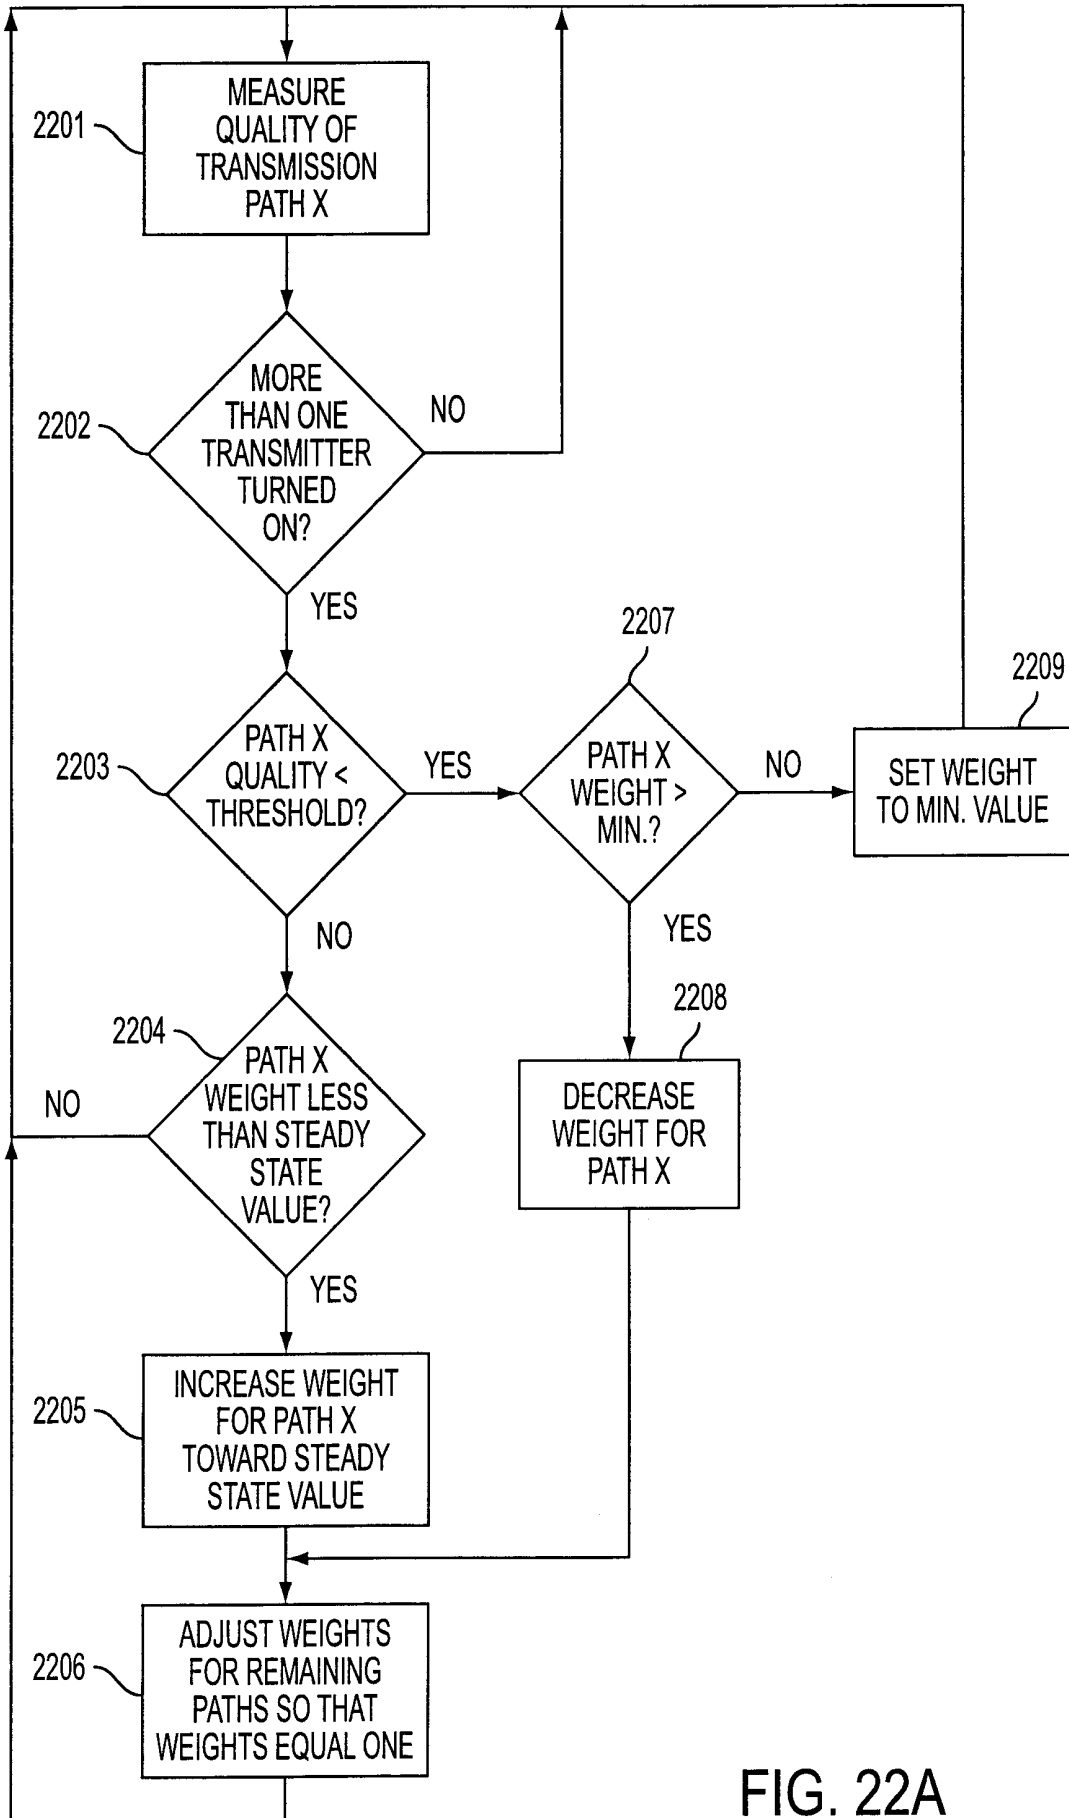 2201
MEASURE
QUALITY OF
TRANSMISSION
PATH X
2202
MORE
THAN ONE
TRANSMITTER
TURNED
ON?
NO
YES
2203
PATH X
QUALITY <
THRESHOLD?
YES
NO
2207
PATH X
WEIGHT >
MIN.?
NO
YES
2209
SET WEIGHT
TO MIN. VALUE
2204
PATH X
WEIGHT LESS
THAN STEADY
STATE
VALUE?
NO
YES
2208
DECREASE
WEIGHT FOR
PATH X
2205
INCREASE WEIGHT
FOR PATH X
TOWARD STEADY
STATE VALUE
2206
ADJUST WEIGHTS
FOR REMAINING
PATHS SO THAT
WEIGHTS EQUAL ONE
FIG. 22A